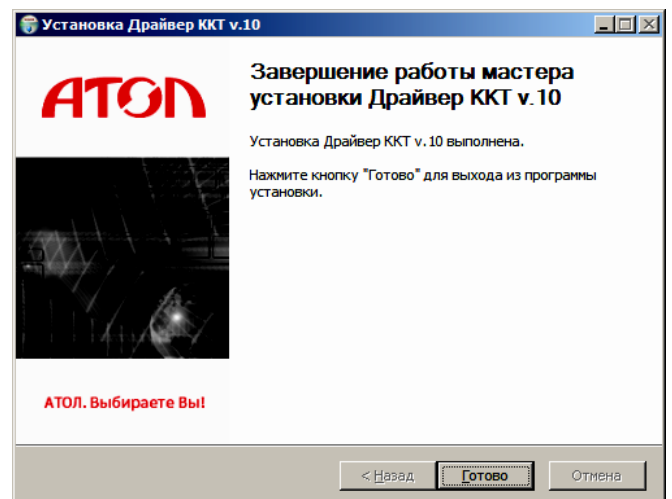 Установка Драйвер ККТ v.10
АТОЛ
Завершение работы мастера
установки Драйвер ККТ v.10
Установка Драйвер ККТ v.10 выполнена.
Нажмите кнопку "Готово" для выхода из программы
установки.
АТОЛ. Выбираете Вы!
< Назад
Готово
Отмена